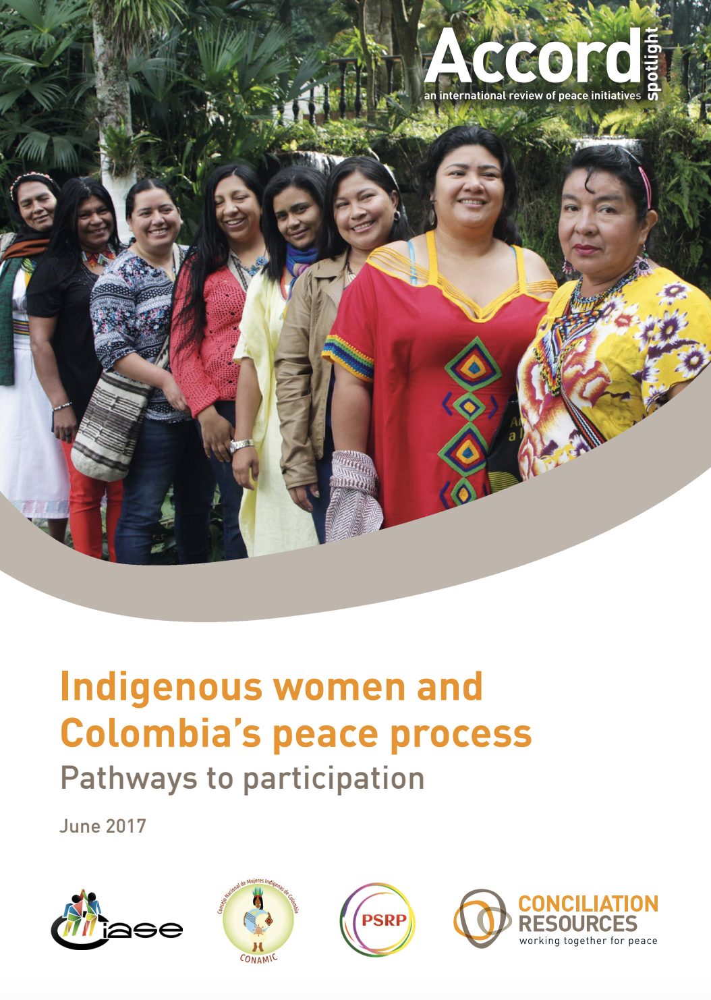 Accord
spotlight
an international review of peace initiatives
Indigenous women and
Colombia's peace process
Pathways to participation
June 2017
Ciase
Consejo Nacional de Mujeres Indígenas de Colombia
CONAMIC
PSRP
CONCILIATION
RESOURCES
working together for peace